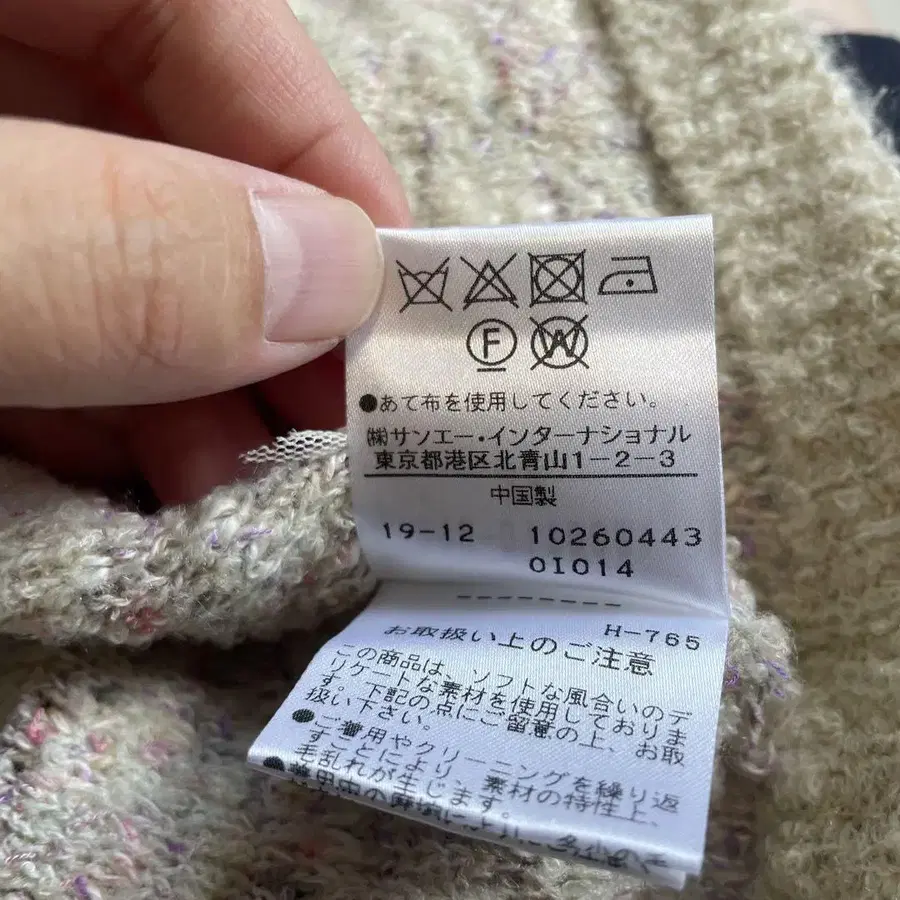 F W
●あて布を使用してください。
㈱サンエー・インターナショナル
東京都港区北青山1-2-3
中国製
19-12 10260443
01014
--------
H-765
お取扱い上のご注意
この商品は、ソフトな風合いのデ
リケートな素材を使用しておりま
す。下記の点にご留意の上、お取
扱い下さい。
●ご着用やクリーニングを繰り返
すことにより、素材の特性上、
毛乱れが生じます。